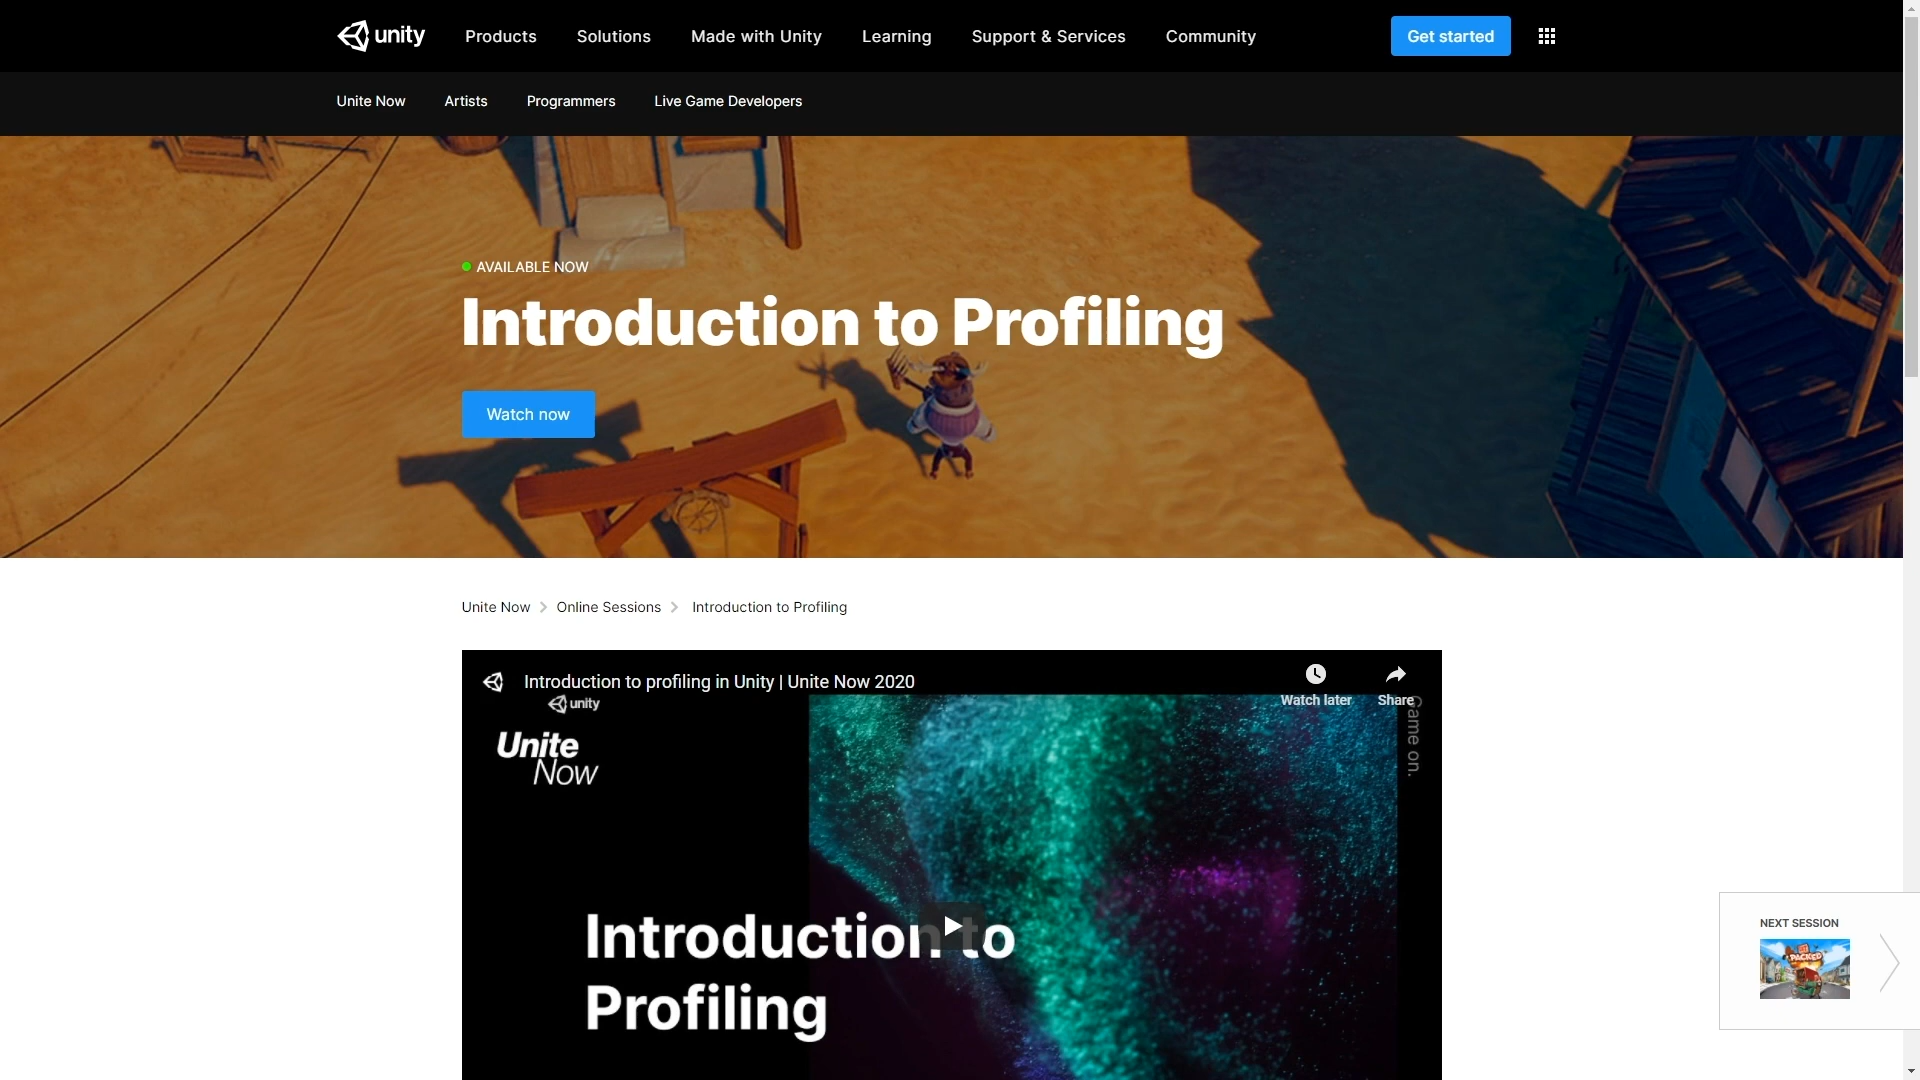 unity
Products
Solutions
Made with Unity
Learning
Support & Services
Community
Get started
Unite Now
Artists
Programmers
Live Game Developers
AVAILABLE NOW
Introduction to Profiling
Watch now
Unite Now
Online Sessions
Introduction to Profiling
Introduction to profiling in Unity | Unite Now 2020
Watch later
Share
unity
Unite
Now
Game on.
Introduction to
Profiling
NEXT SESSION
PACKED